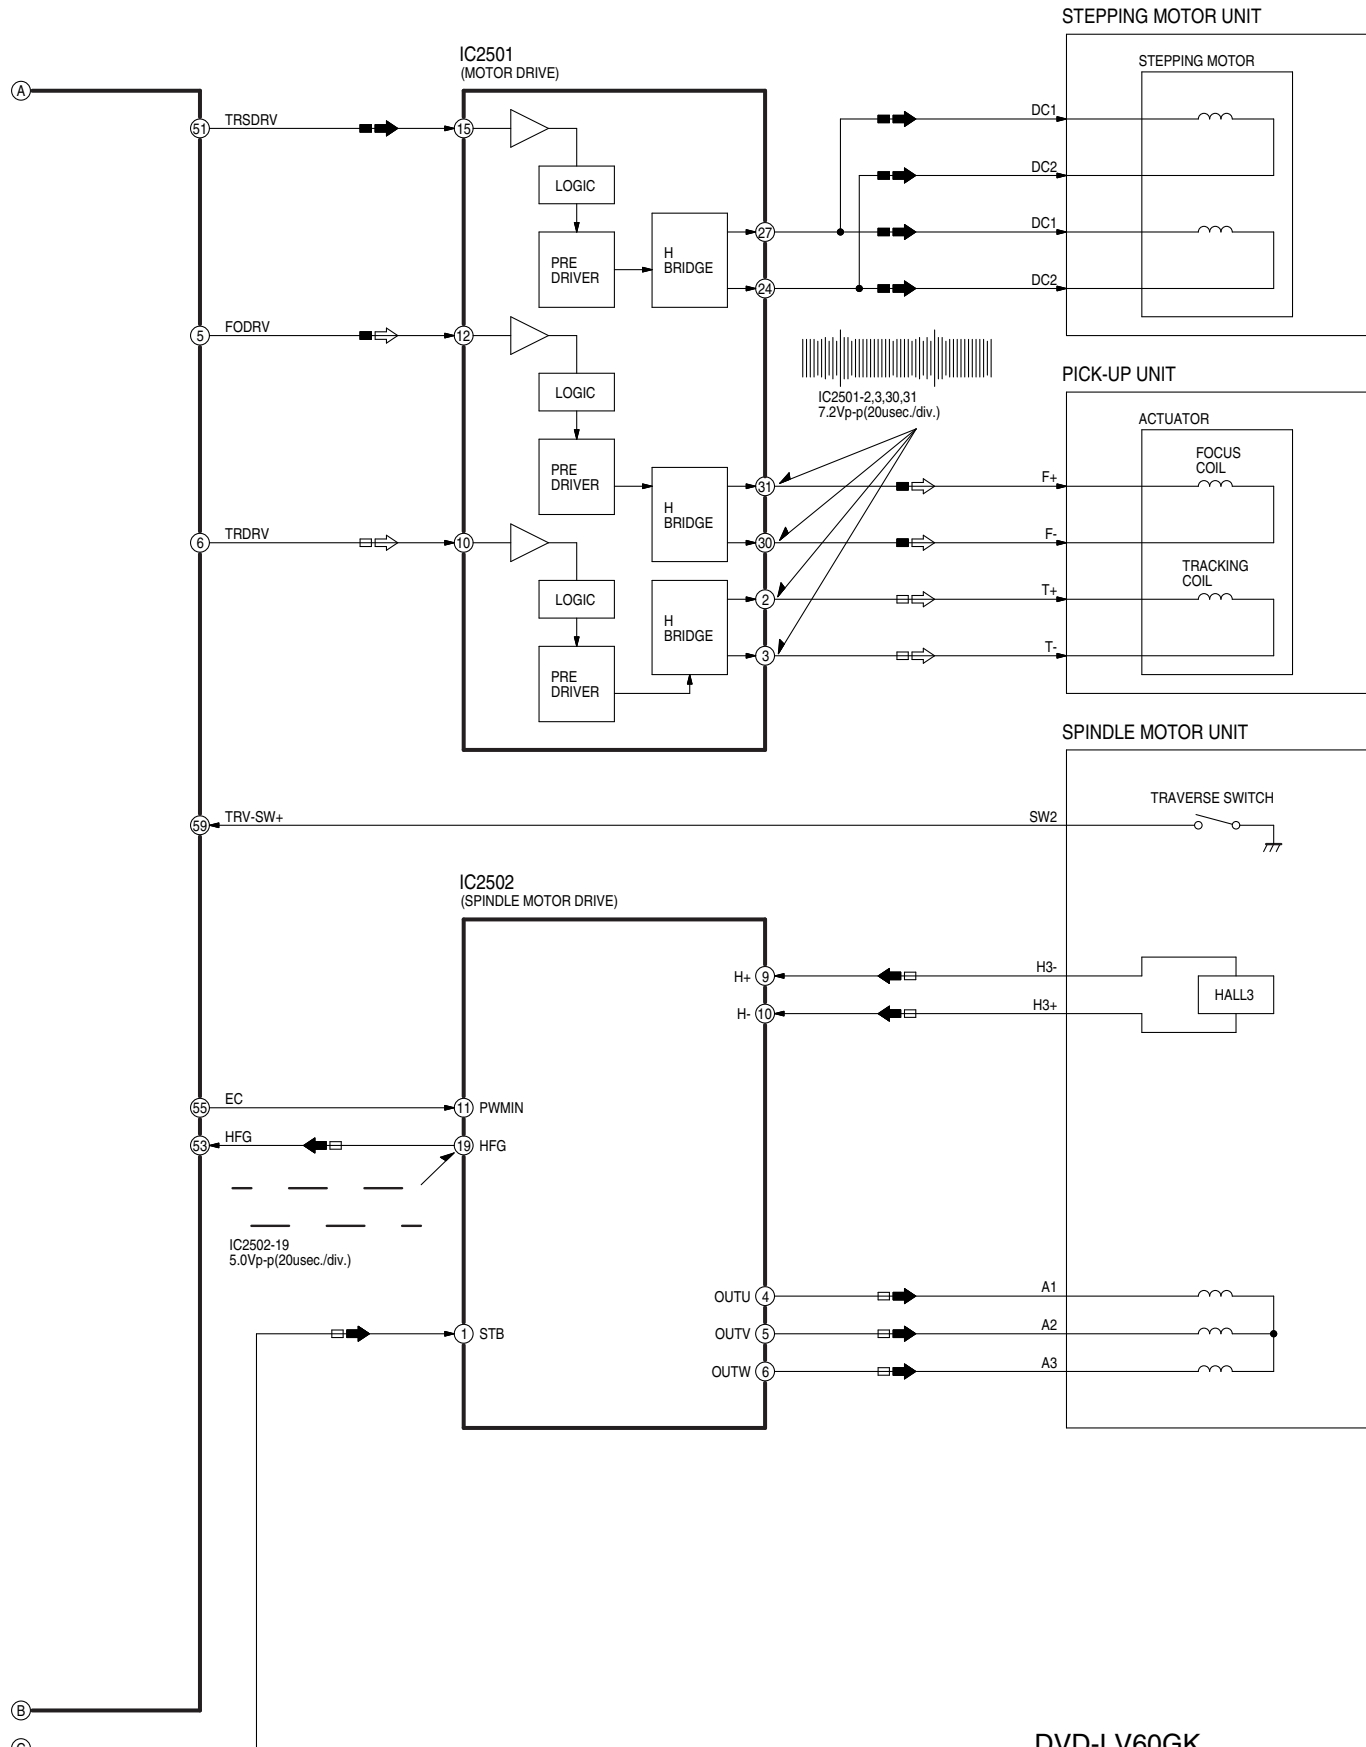 STEPPING MOTOR UNIT
IC2501
(MOTOR DRIVE)
STEPPING MOTOR
A
51 TRSDRV
15
LOGIC
PRE
DRIVER
H
BRIDGE
27
24
DC1
DC2
DC1
DC2
5 FODRV
12
LOGIC
PRE
DRIVER
H
BRIDGE
31
30
IC2501-2,3,30,31
7.2Vp-p(20usec./div.)
PICK-UP UNIT
ACTUATOR
FOCUS
COIL
F+
F-
TRACKING
COIL
T+
T-
6 TRDRV
10
LOGIC
PRE
DRIVER
H
BRIDGE
2
3
SPINDLE MOTOR UNIT
TRAVERSE SWITCH
59 TRV-SW+
SW2
IC2502
(SPINDLE MOTOR DRIVE)
H+ 9
H3-
H- 10
H3+
HALL3
55 EC
11 PWMIN
53 HFG
19 HFG
IC2502-19
5.0Vp-p(20usec./div.)
1 STB
OUTU 4
A1
OUTV 5
A2
OUTW 6
A3
B
DVD-LV60GK